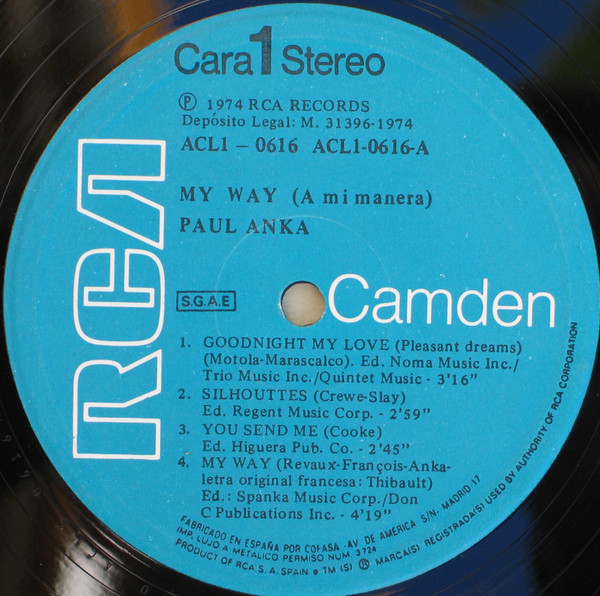 Cara 1 Stereo
Ⓟ 1974 RCA RECORDS
Depósito Legal: M. 31396-1974
ACL1 – 0616 ACL1-0616-A
MY WAY (A mi manera)
PAUL ANKA
RCA
S.G.A.E
Camden
1. GOODNIGHT MY LOVE (Pleasant dreams)
(Motola-Marascalco). Ed. Noma Music Inc./
Trio Music Inc./Quintet Music - 3'16"
2. SILHOUTTES (Crewe-Slay)
Ed. Regent Music Corp. - 2'59"
3. YOU SEND ME (Cooke)
Ed. Higuera Pub. Co. - 2'45"
4. MY WAY (Revaux-François-Anka-
letra original francesa: Thibault)
Ed.: Spanka Music Corp./Don
C Publications Inc. - 4'19"
FABRICADO EN ESPAÑA POR COFASA · AV DE AMERICA S/N. MADRID 17
IMP. LUJO A METALICO PERMISO NUM 3724
PRODUCT OF RCA S. A. SPAIN ● TM (S) ® MARCA(S) REGISTRADA(S) USED BY AUTHORITY OF RCA CORPORATION